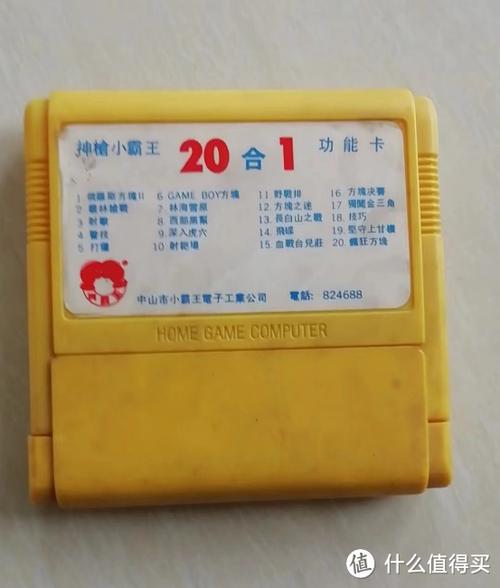 神槍小霸王 20 合 1 功能卡
1 俄羅斯方塊II
2 叢林槍戰
3 射擊
4 警技
5 打獵
6 GAME BOY方塊
7 林海雪原
8 西部風
9 深入虎穴
10 射靶場
11 野戰排
12 方塊之迷
13 長白山之戰
14 飛碟
15 血戰台兒莊
16 方塊决賽
17 獨闖金三角
18 技巧
19 堅守上甘嶺
20 瘋狂方塊
中山市小霸王電子工業公司 電話: 824688
HOME GAME COMPUTER
值 什么值得买